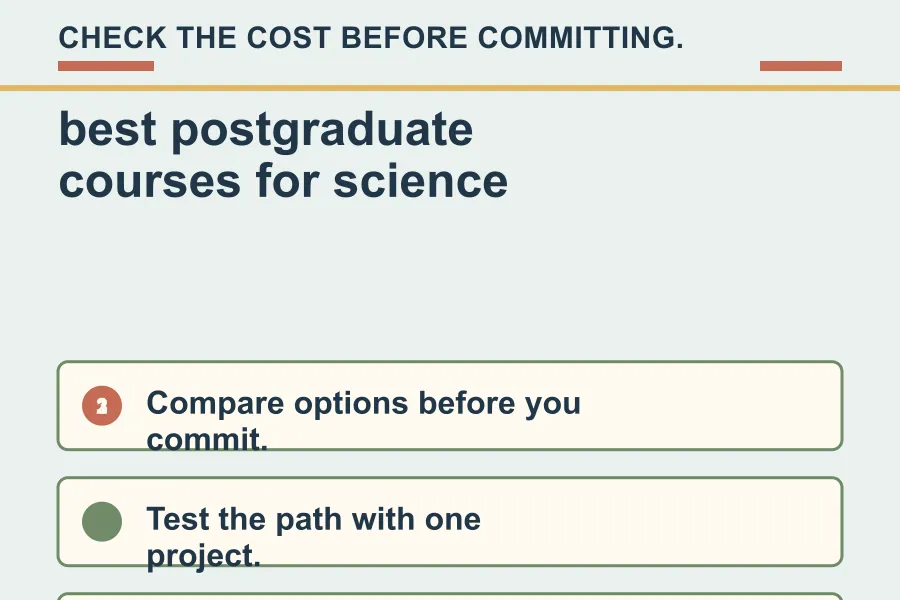 CHECK THE COST BEFORE COMMITTING.
best postgraduate
courses for science
Compare options before you
commit.
Test the path with one
project.